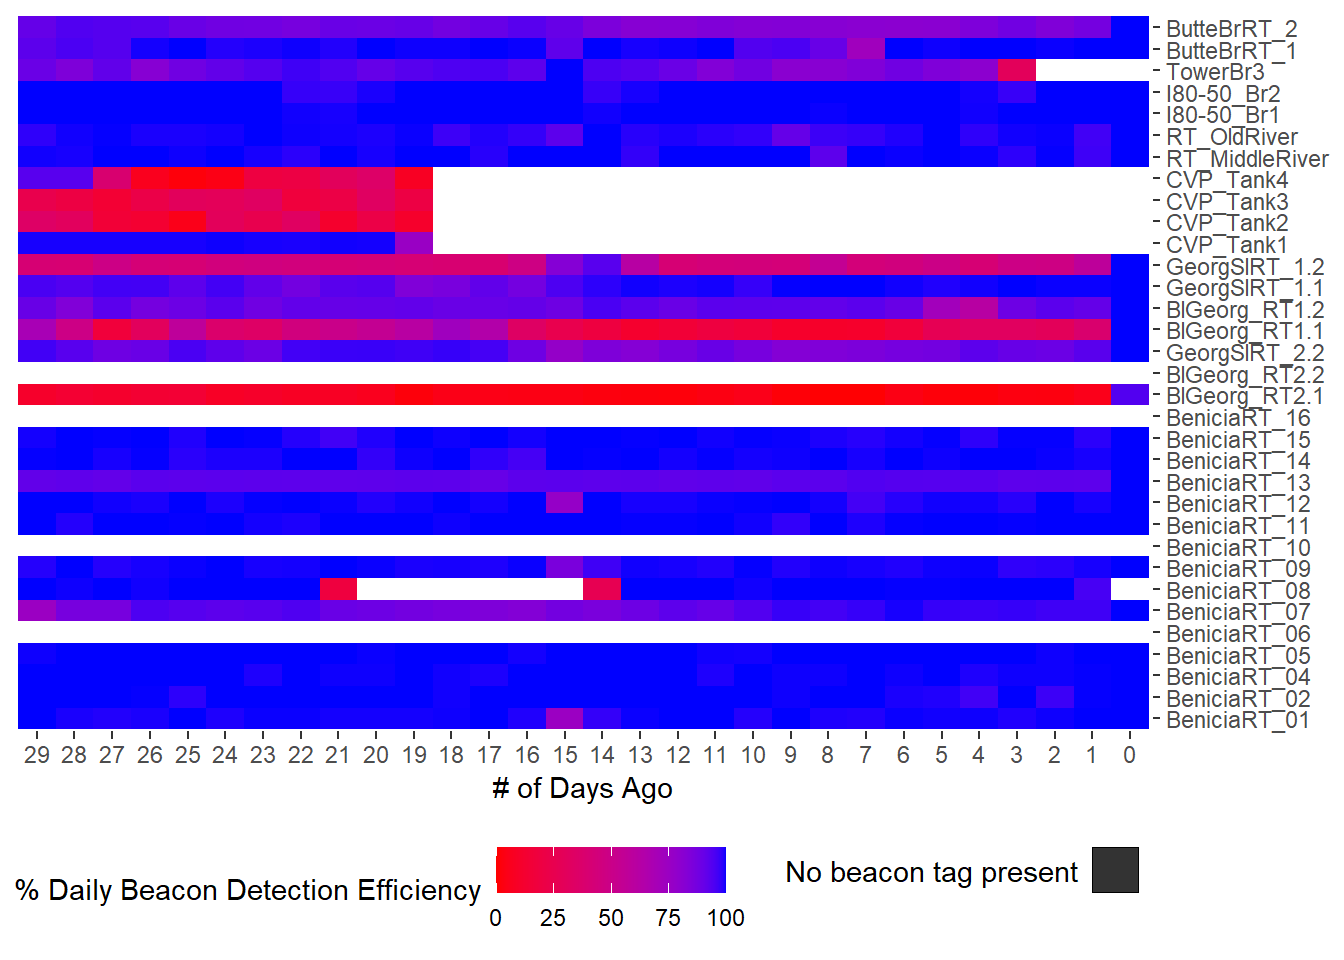 ButteBrRT_2
ButteBrRT_1
TowerBr3
I80-50_Br2
I80-50_Br1
RT_OldRiver
RT_MiddleRiver
CVP_Tank4
CVP_Tank3
CVP_Tank2
CVP_Tank1
GeorgSlRT_1.2
GeorgSlRT_1.1
BlGeorg_RT1.2
BlGeorg_RT1.1
GeorgSlRT_2.2
BlGeorg_RT2.2
BlGeorg_RT2.1
BeniciaRT_16
BeniciaRT_15
BeniciaRT_14
BeniciaRT_13
BeniciaRT_12
BeniciaRT_11
BeniciaRT_10
BeniciaRT_09
BeniciaRT_08
BeniciaRT_07
BeniciaRT_06
BeniciaRT_05
BeniciaRT_04
BeniciaRT_02
BeniciaRT_01
29 28 27 26 25 24 23 22 21 20 19 18 17 16 15 14 13 12 11 10 9 8 7 6 5 4 3 2 1 0
# of Days Ago
% Daily Beacon Detection Efficiency
0 25 50 75 100
No beacon tag present